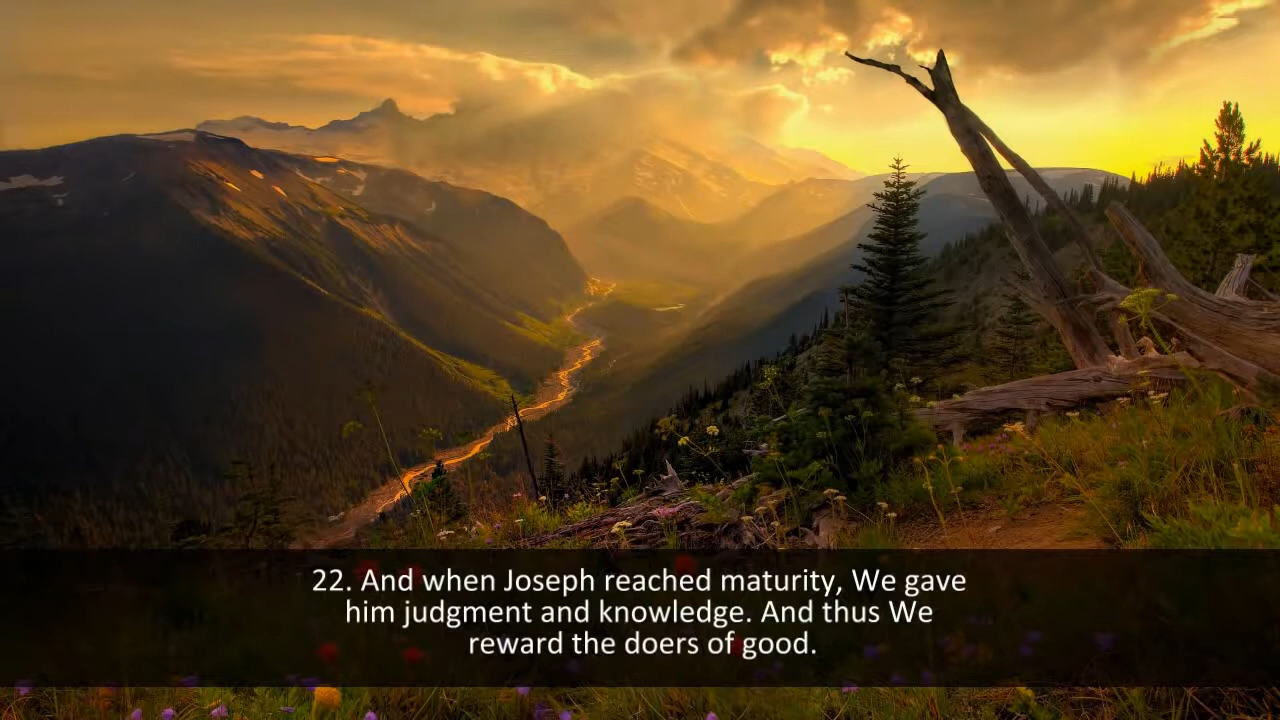 22. And when Joseph reached maturity, We gave
him judgment and knowledge. And thus We
reward the doers of good.